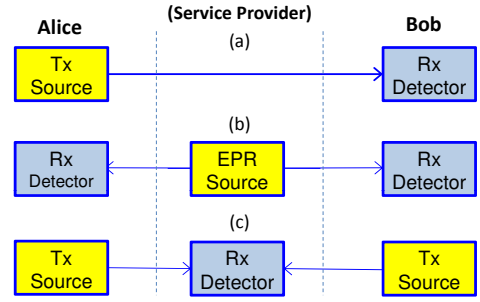 Alice
(Service Provider)
Bob
(a)
Tx
Source
Rx
Detector
(b)
Rx
Detector
EPR
Source
Rx
Detector
(c)
Tx
Source
Rx
Detector
Tx
Source